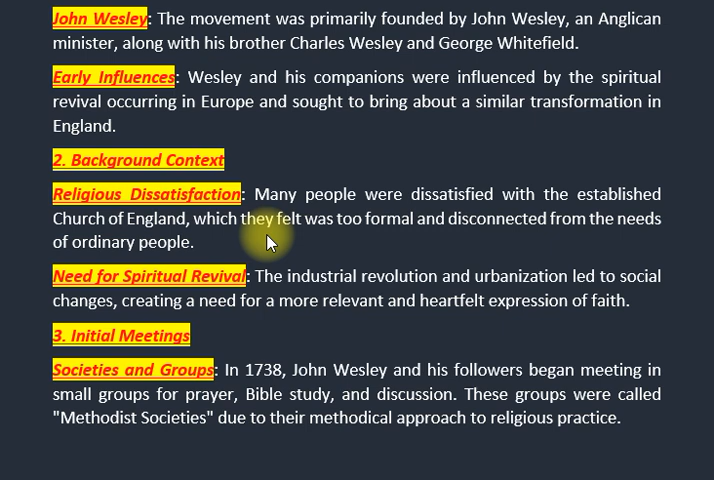 John Wesley: The movement was primarily founded by John Wesley, an Anglican
minister, along with his brother Charles Wesley and George Whitefield.
Early Influences: Wesley and his companions were influenced by the spiritual
revival occurring in Europe and sought to bring about a similar transformation in
England.
2. Background Context
Religious Dissatisfaction: Many people were dissatisfied with the established
Church of England, which they felt was too formal and disconnected from the needs
of ordinary people.
Need for Spiritual Revival: The industrial revolution and urbanization led to social
changes, creating a need for a more relevant and heartfelt expression of faith.
3. Initial Meetings
Societies and Groups: In 1738, John Wesley and his followers began meeting in
small groups for prayer, Bible study, and discussion. These groups were called
"Methodist Societies" due to their methodical approach to religious practice.